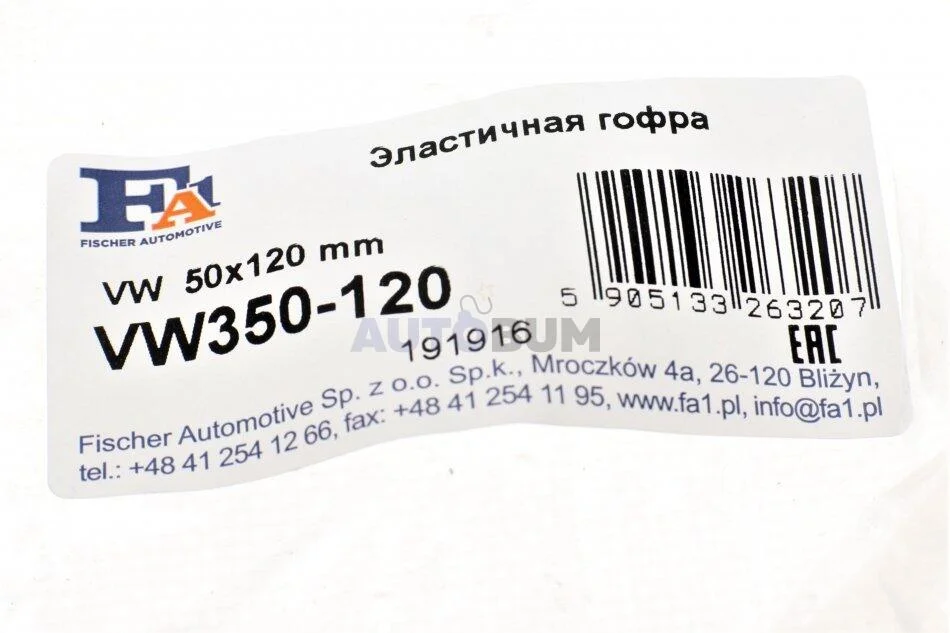 Эластичная гофра
FA1
FISCHER AUTOMOTIVE
VW 50x120 mm
VW350-120
5 905133 263207
AUTOBUM
191916
EAC
Fischer Automotive Sp. z o.o. Sp.k., Mroczków 4a, 26-120 Bliżyn,
tel.: +48 41 254 12 66, fax: +48 41 254 11 95, www.fa1.pl, info@fa1.pl